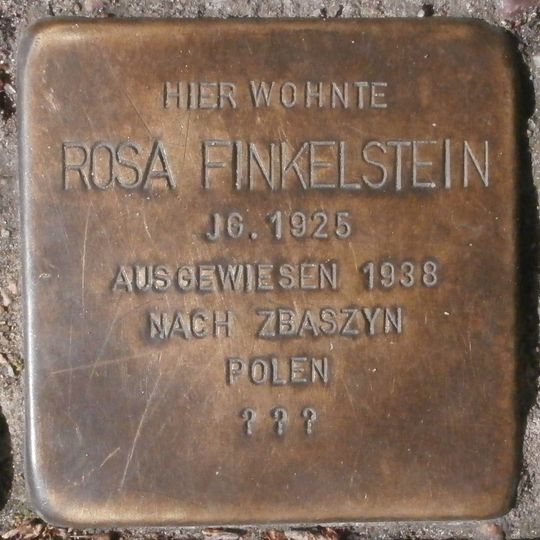 HIER WOHNTE
ROSA FINKELSTEIN
JG. 1925
AUSGEWIESEN 1938
NACH ZBASZYN
POLEN
? ? ?